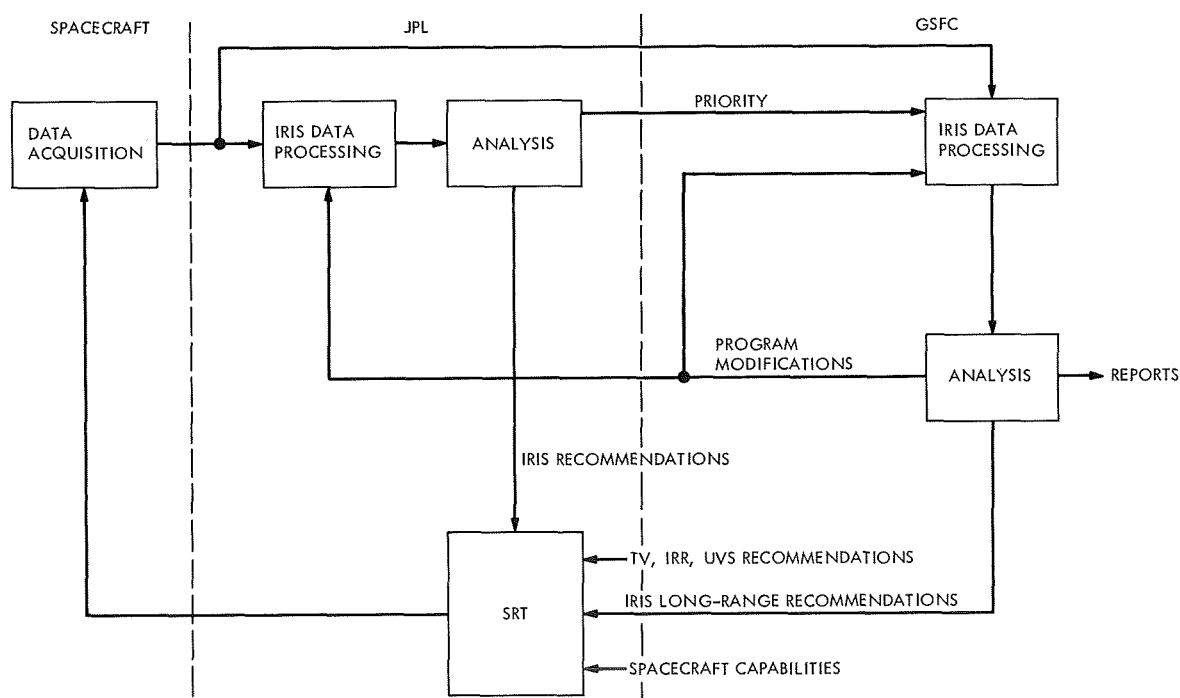 SPACECRAFT
JPL
GSFC
PRIORITY
DATA
ACQUISITION
IRIS DATA
PROCESSING
ANALYSIS
IRIS DATA
PROCESSING
PROGRAM
MODIFICATIONS
ANALYSIS
REPORTS
IRIS RECOMMENDATIONS
TV, IRR, UVS RECOMMENDATIONS
IRIS LONG-RANGE RECOMMENDATIONS
SRT
SPACECRAFT CAPABILITIES